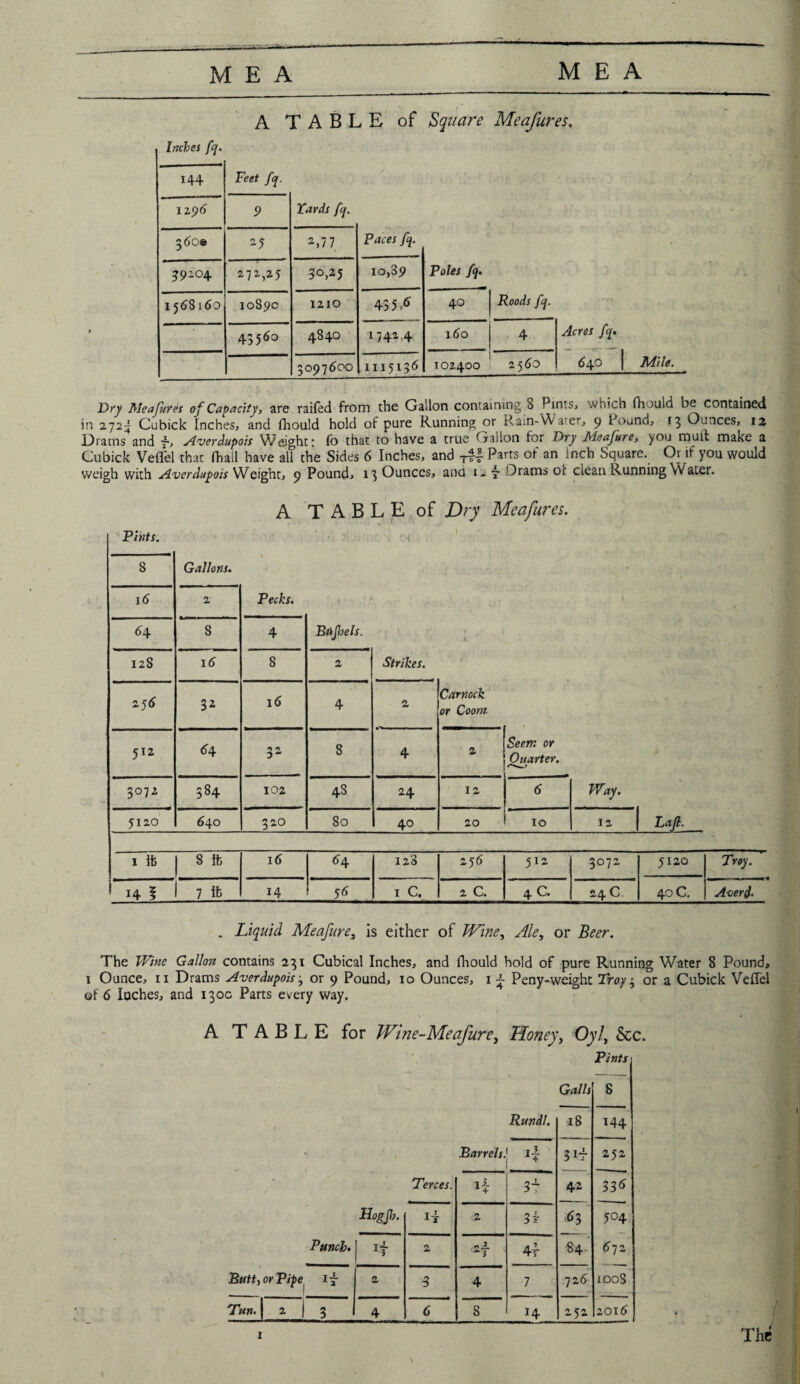 MEA MEA
A TABLE of Square Meaſures.
Inches ſq.
144 Feet ſq.
1296 9 Yards ſq.
3600 25 2,77 Paces ſq.
39204 272,25 30,25 10,89 Poles ſq.
1568160 10890 1210 435,6 40 Roods ſq.
43560 4840 1742,4 160 4 Acres ſq.
3097600 1115136 102400 2560 640 Mile.
Dry Meaſures of Capacity, are raiſed from the Gallon containing 8 Pints, which ſhould be contained
in 272¼ Cubick Inches, and ſhould hold of pure Running or Rain-Water, 9 Pound, 13 Ounces, 12
Drams and ½, Averdupois Weight: ſo that to have a true Gallon for Dry Meaſure, you muſt make a
Cubick Veſſel that ſhall have all the Sides 6 Inches, and Parts of an Inch Square. Or if you would
weigh with Averdupois Weight, 9 Pound, 13 Ounces, and 12 ½ Drams of clean Running Water.
A TABLE of Dry Meaſures.
Pints.
8 Gallons.
16 2 Pecks.
64 8 4 Buſhels.
128 16 8 2 Strikes.
256 32 16 4 2 Carnock or Coom
512 64 32 8 4 2 Seem or Quarter.
3072 384 102 48 24 12 6 Way.
5120 640 320 80 40 20 10 12 Laſt.
1 ℔ 8 ℔ 16 64 128 256 512 3072 5120 Troy.
14 7 ℔ 14 56 1 C. 2 C. 4 C. 24 C. 40 C. Averd.
Liquid Meaſure, is either of Wine, Ale, or Beer.
The Wine Gallon contains 231 Cubical Inches, and ſhould hold of pure Running Water 8 Pound,
1 Ounce, 11 Drams Averdupois; or 9 Pound, 10 Ounces, 1 Peny-weight Troy; or a Cubick Veſſel
of 6 Inches, and 1300 Parts every way.
A TABLE for Wine-Meaſure, Honey, Oyl, &c.
Pints
Galls 8
Rundl. 18 144
Barrels. 1¾ 31½ 252
Terces. 1⅓ 42 336
Hogſh. 1½ 2 3½ 63 504
Punch. 1⅓ 2 2⅔ 4⅔ 84 672
Butt, or Pipe 1½ 2 3 4 7 726 1008
Tun. 2 3 4 6 8 14 252 2016
1
The